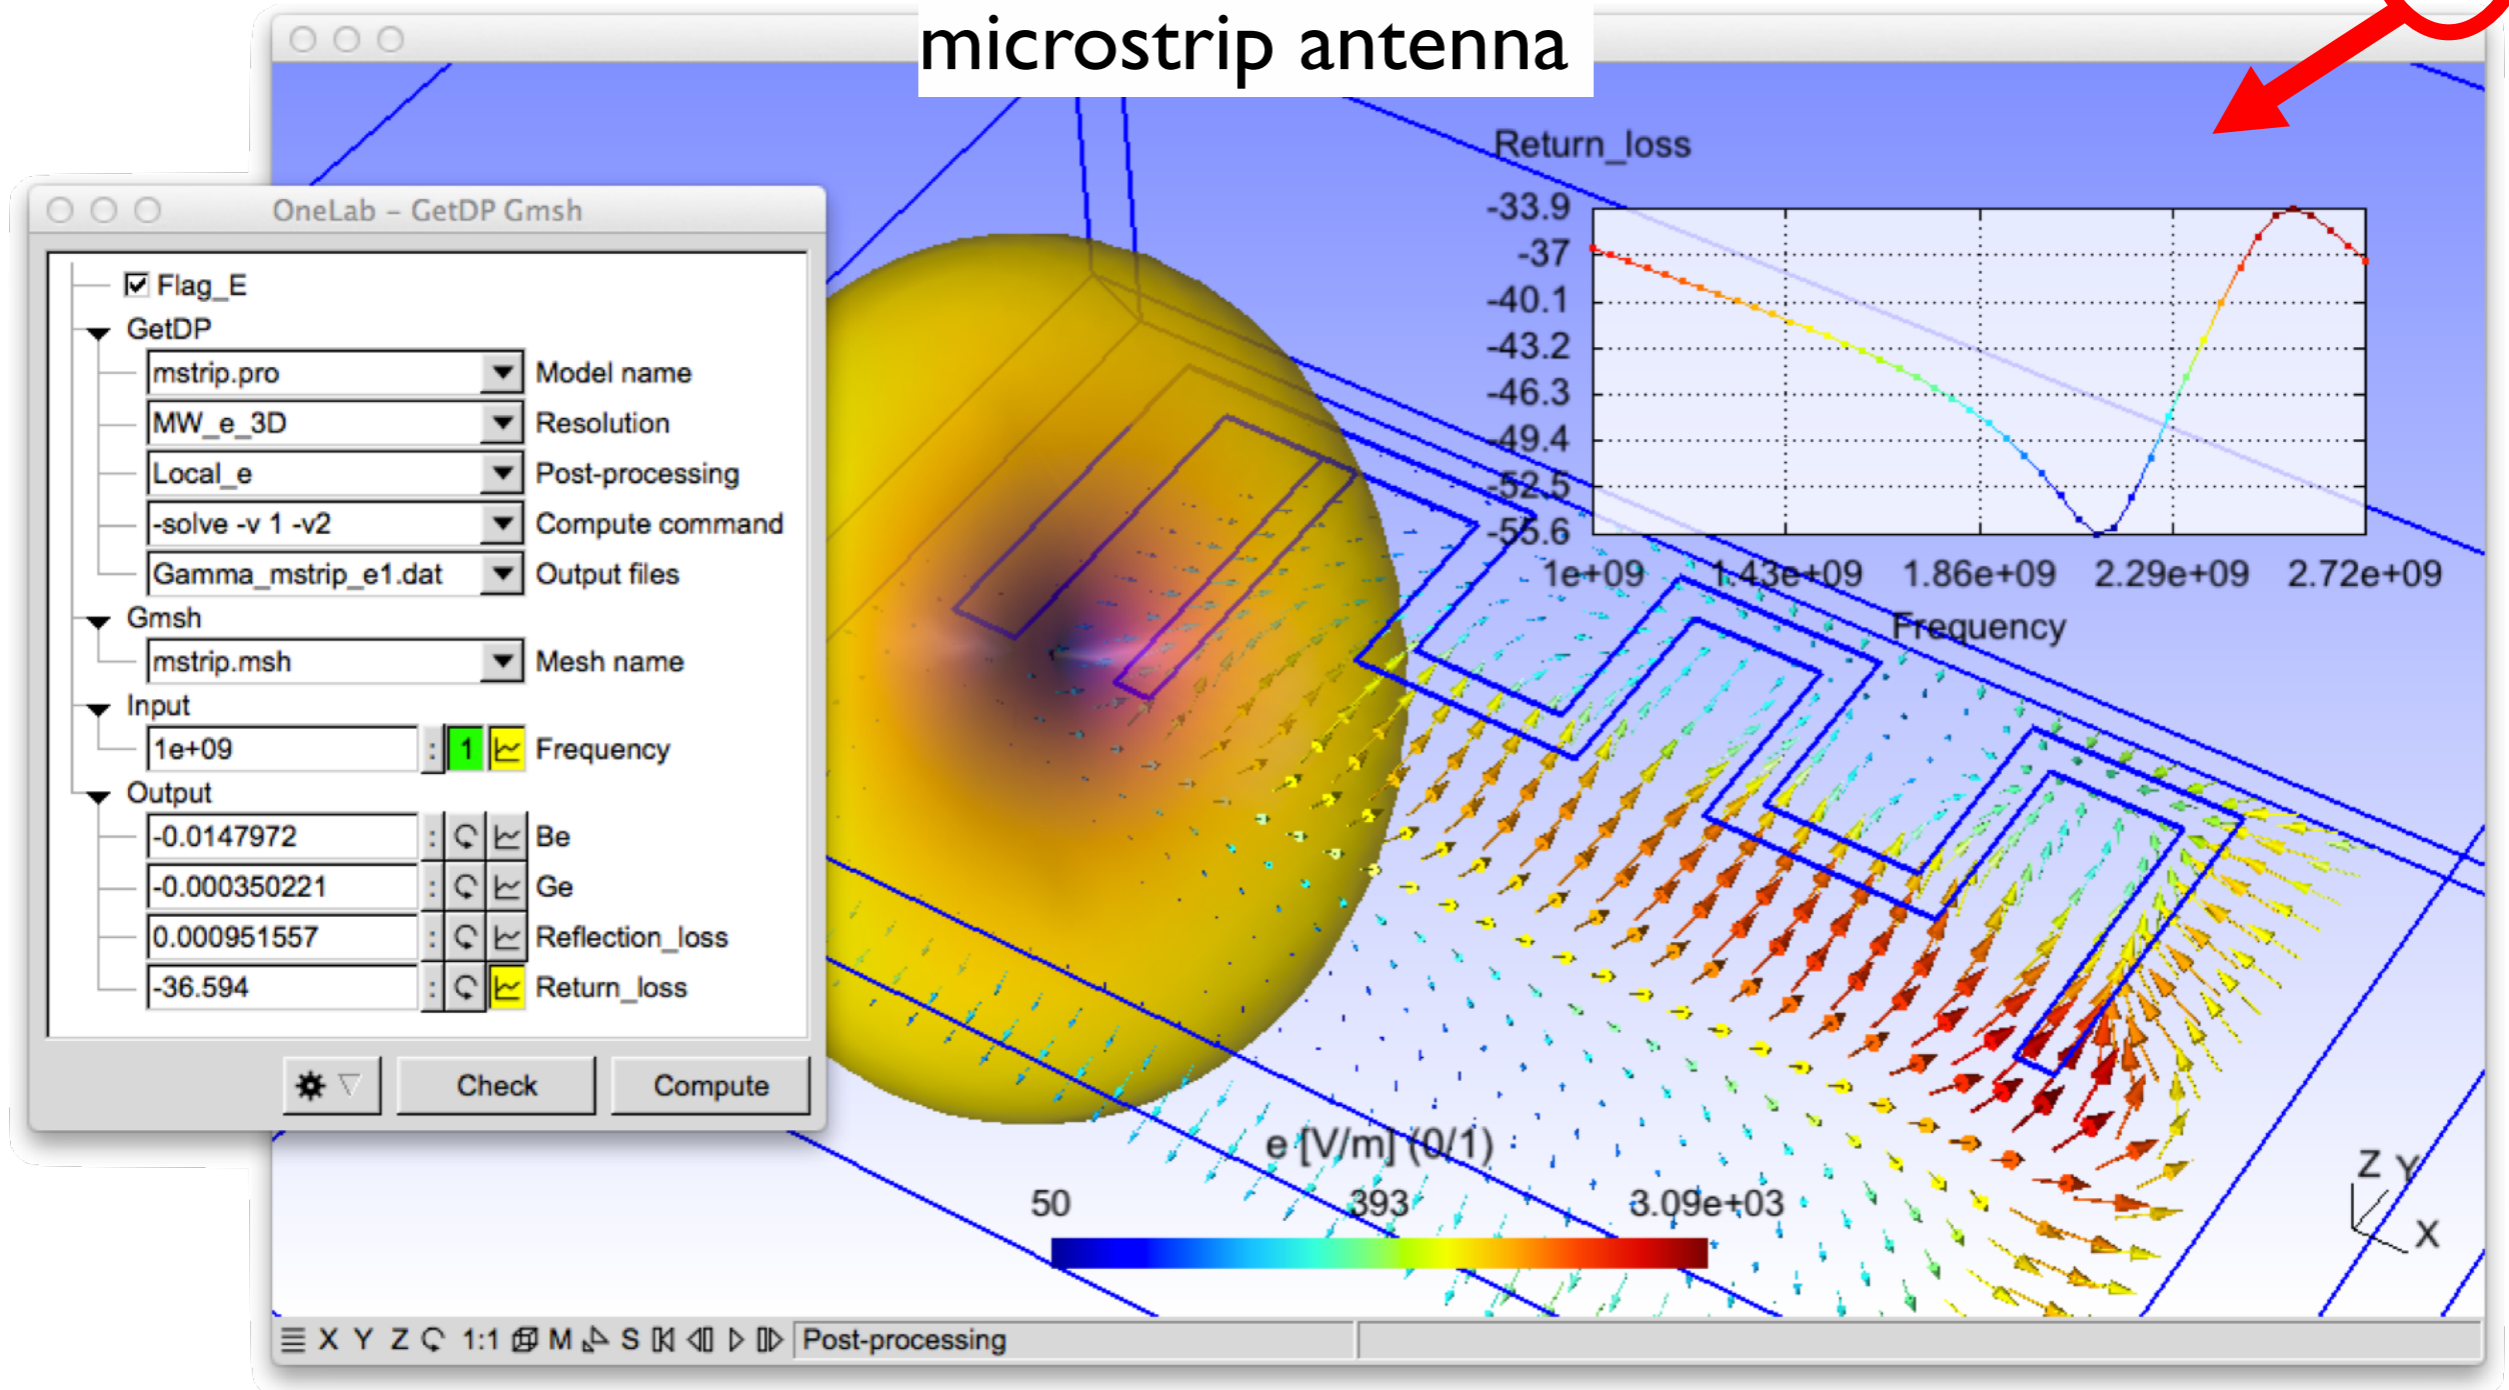 microstrip antenna
OneLab - GetDP Gmsh
Flag_E
GetDP
mstrip.pro Model name
MW_e_3D Resolution
Local_e Post-processing
-solve -v 1 -v2 Compute command
Gamma_mstrip_e1.dat Output files
Gmsh
mstrip.msh Mesh name
Input
1e+09 : 1 Frequency
Output
-0.0147972 : Be
-0.000350221 : Ge
0.000951557 : Reflection_loss
-36.594 : Return_loss
Check Compute
Return_loss
-33.9
-37
-40.1
-43.2
-46.3
-49.4
-52.5
-55.6
1e+09 1.43e+09 1.86e+09 2.29e+09 2.72e+09
Frequency
e [V/m] (0/1)
50 393 3.09e+03
Z Y
X
X Y Z 1:1 M S Post-processing